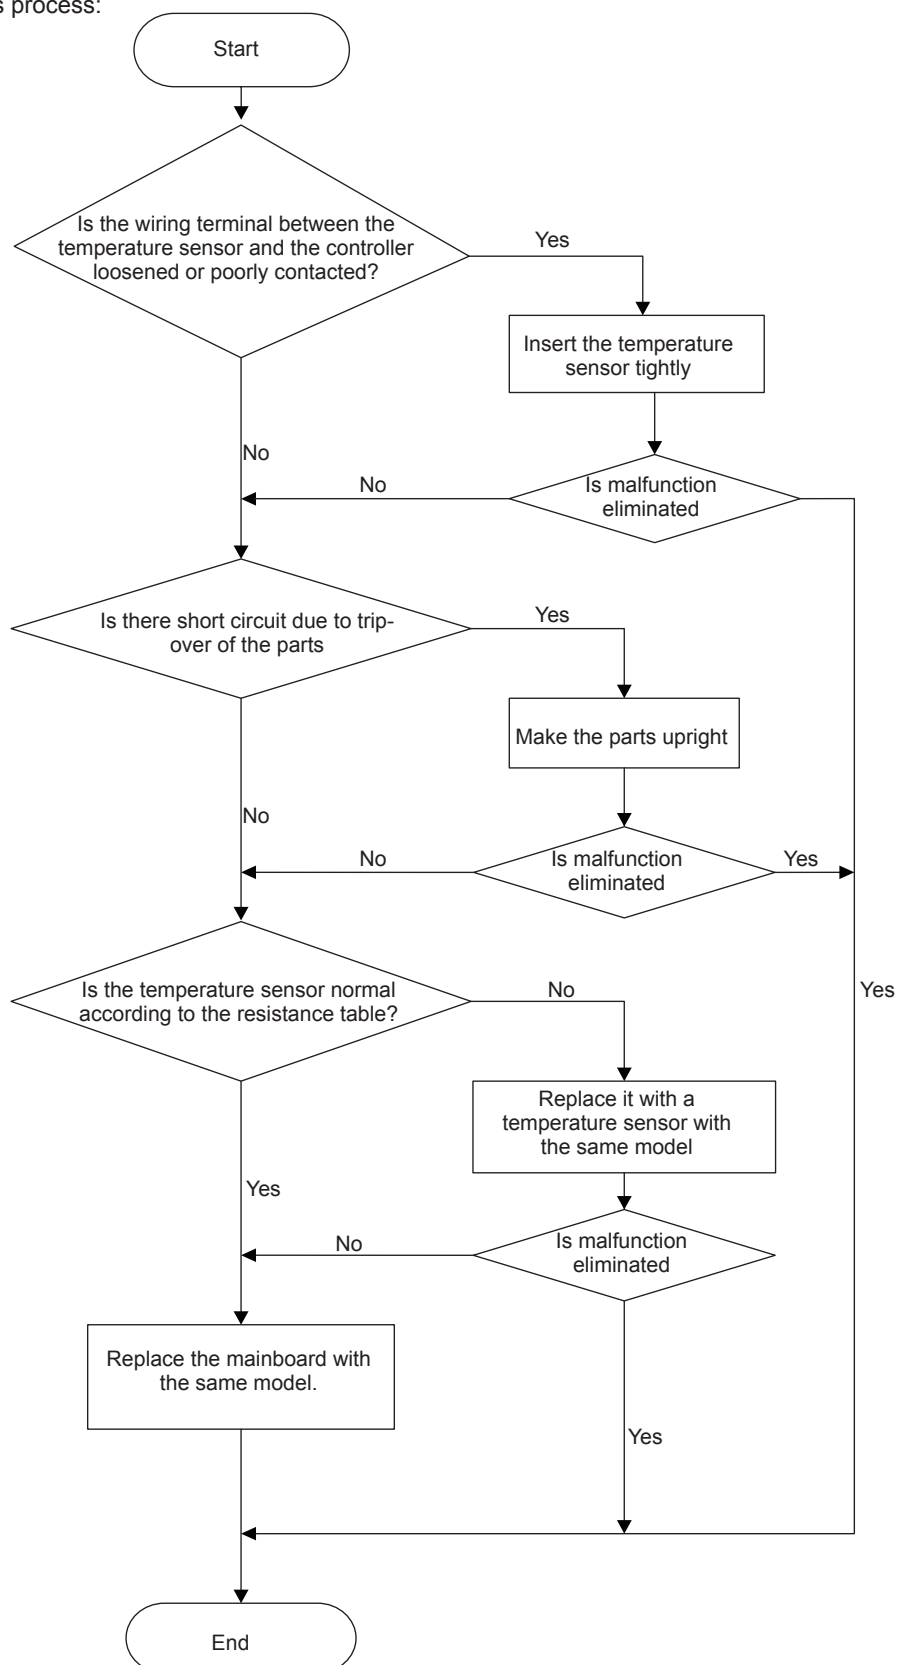 s process:
Start
Is the wiring terminal between the
temperature sensor and the controller
loosened or poorly contacted?
Yes
Insert the temperature
sensor tightly
No
No
Is malfunction
eliminated
Is there short circuit due to trip-
over of the parts
Yes
Make the parts upright
No
No
Is malfunction
eliminated
Yes
Is the temperature sensor normal
according to the resistance table?
No
Yes
Replace it with a
temperature sensor with
the same model
Yes
No
Is malfunction
eliminated
Replace the mainboard with
the same model.
Yes
End